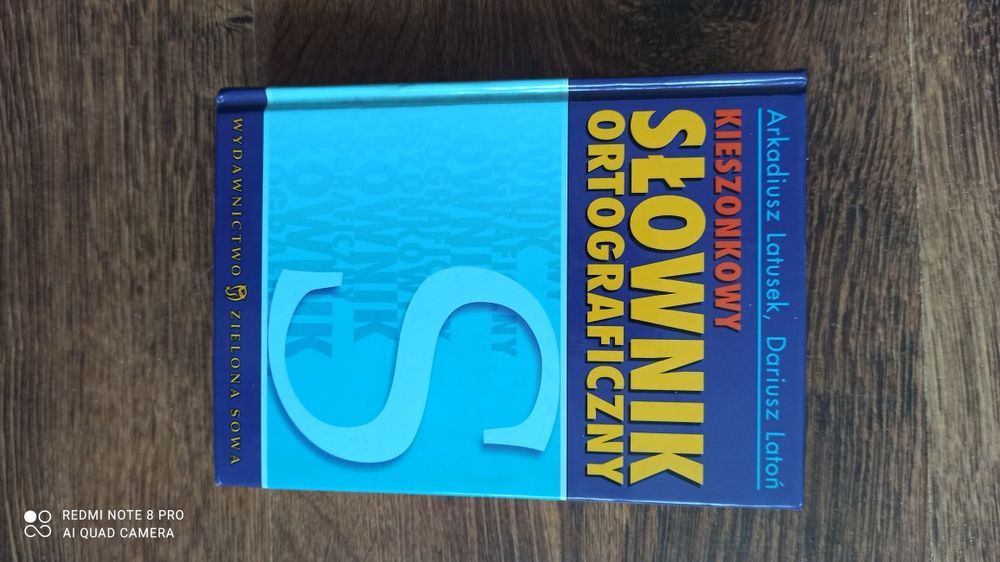 Arkadiusz Latusek, Dariusz Latoń
KIESZONKOWY
SŁOWNIK
ORTOGRAFICZNY
S
WYDAWNICTWO ZIELONA SOWA
REDMI NOTE 8 PRO
AI QUAD CAMERA